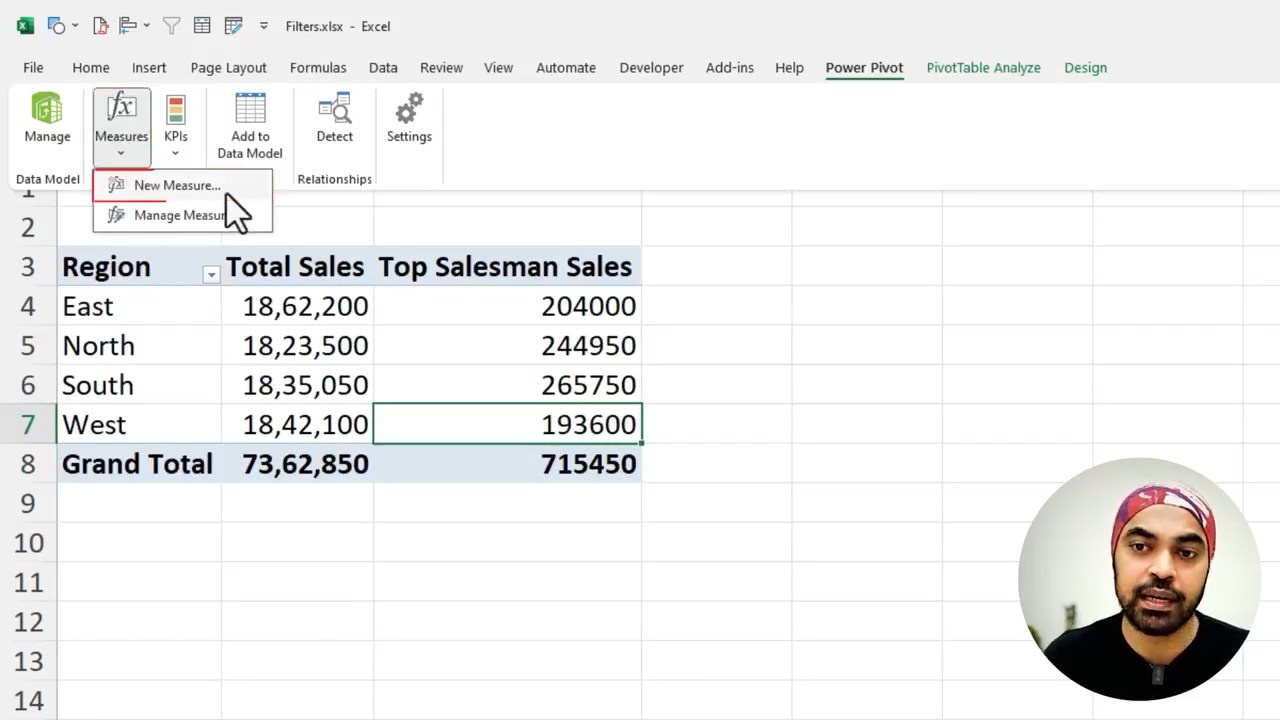 Filters.xlsx - Excel
File Home Insert Page Layout Formulas Data Review View Automate Developer Add-ins Help Power Pivot PivotTable Analyze Design
Manage Measures KPIs Add to Data Model Detect Settings
Data Model Relationships
New Measure...
Manage Measur
1
2
3 Region Total Sales Top Salesman Sales
4 East 18,62,200 204000
5 North 18,23,500 244950
6 South 18,35,050 265750
7 West 18,42,100 193600
8 Grand Total 73,62,850 715450
9
10
11
12
13
14